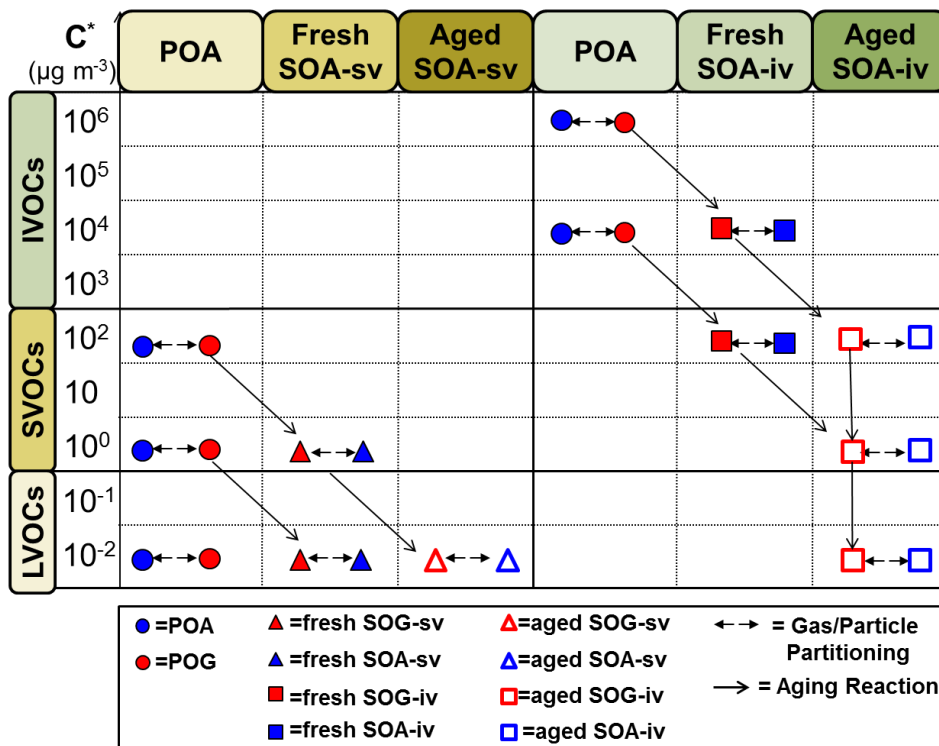 C*
(μg m-3)
POA
Fresh
SOA-sv
Aged
SOA-sv
POA
Fresh
SOA-iv
Aged
SOA-iv
IVOCs
10^6
10^5
10^4
10^3
SVOCs
10^2
10
10^0
LVOCs
10^-1
10^-2
=POA
=POG
=fresh SOG-sv
=fresh SOA-sv
=fresh SOG-iv
=fresh SOA-iv
=aged SOG-sv
=aged SOA-sv
=aged SOG-iv
=aged SOA-iv
= Gas/Particle
Partitioning
= Aging Reaction